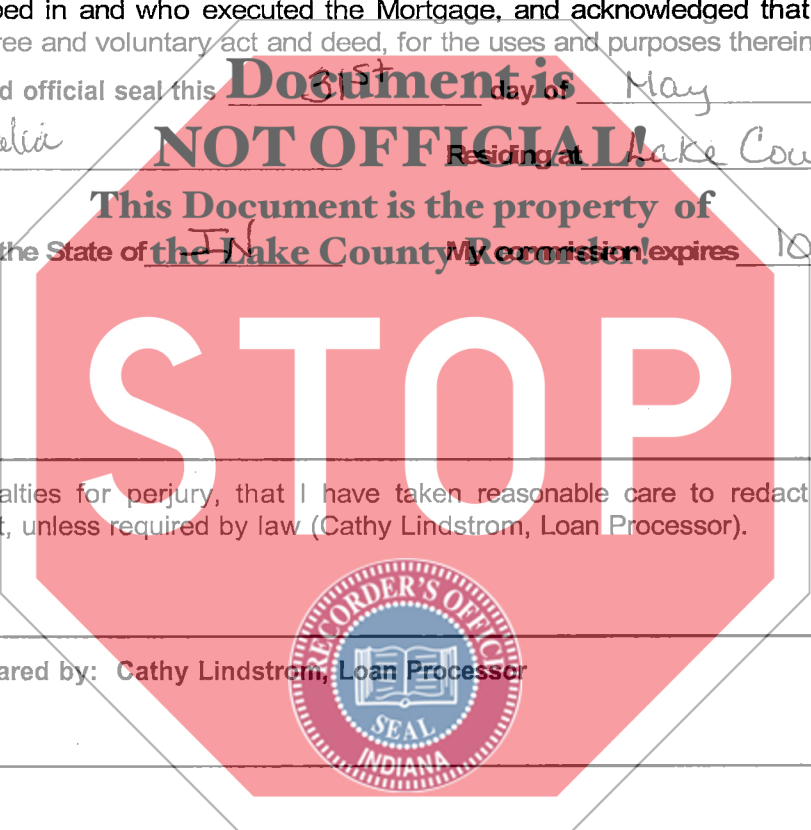 bed in and who executed the Mortgage, and acknowledged that
ree and voluntary act and deed, for the uses and purposes therein
d official seal this 31st day of May
Document is
elia Residing at Lake Cou
NOT OFFICIAL!
This Document is the property of
the State of IN My commission expires 10
the Lake County Recorder!
STOP
alties for perjury, that I have taken reasonable care to redact
t, unless required by law (Cathy Lindstrom, Loan Processor).
RECORDER'S OFFICE
ared by: Cathy Lindstrom, Loan Processor
SEAL
INDIANA